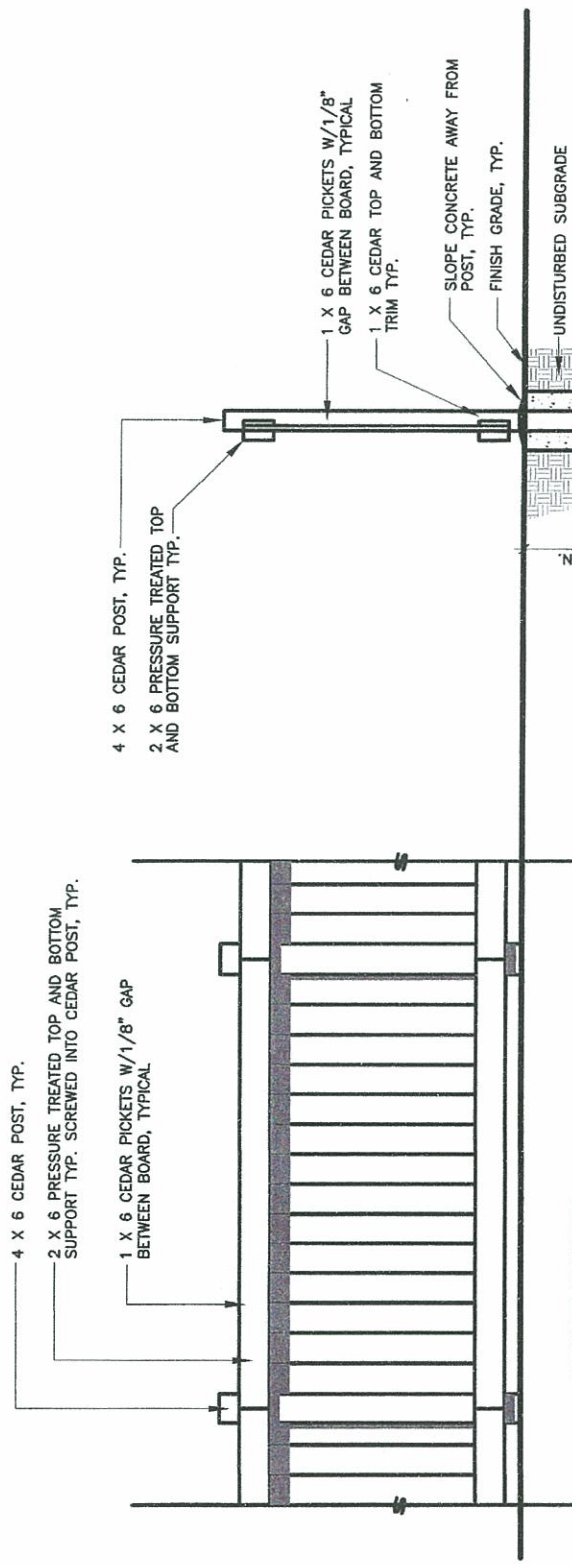 4 X 6 CEDAR POST, TYP.
2 X 6 PRESSURE TREATED TOP AND BOTTOM
SUPPORT TYP. SCREWED INTO CEDAR POST, TYP.
1 X 6 CEDAR PICKETS W/1/8" GAP
BETWEEN BOARD, TYPICAL
4 X 6 CEDAR POST, TYP.
2 X 6 PRESSURE TREATED TOP
AND BOTTOM SUPPORT TYP.
1 X 6 CEDAR PICKETS W/1/8"
GAP BETWEEN BOARD, TYPICAL
1 X 6 CEDAR TOP AND BOTTOM
TRIM TYP.
SLOPE CONCRETE AWAY FROM
POST, TYP.
FINISH GRADE, TYP.
UNDISTURBED SUBGRADE